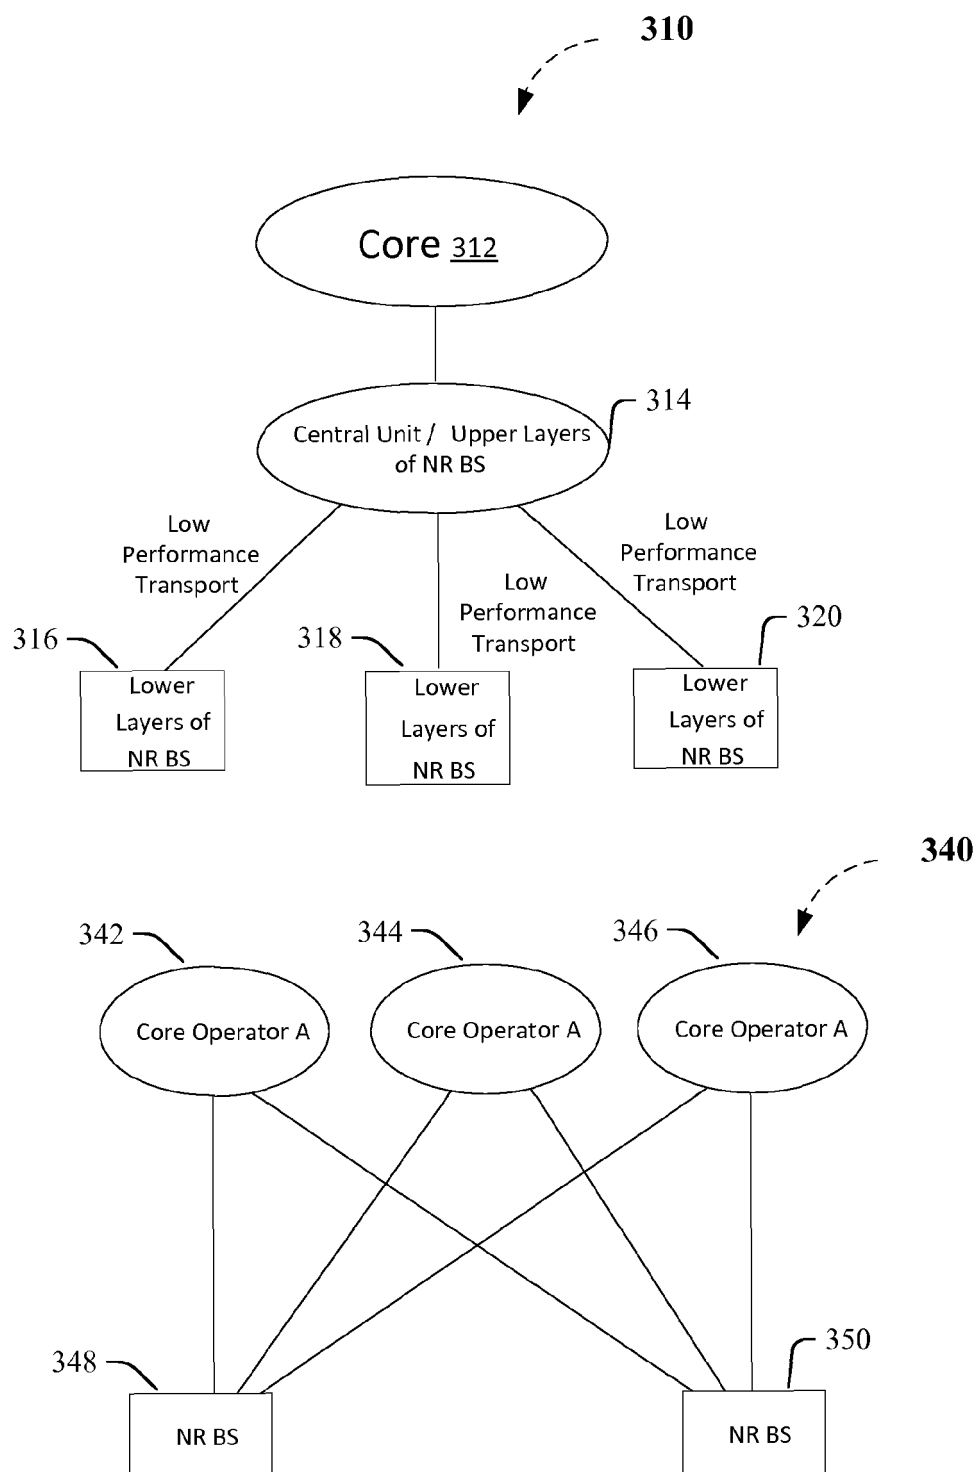 310
Core 312
314
Central Unit / Upper Layers
of NR BS
Low
Performance
Transport
Low
Performance
Transport
Low
Performance
Transport
316
318
320
Lower
Layers of
NR BS
Lower
Layers of
NR BS
Lower
Layers of
NR BS
340
342
344
346
Core Operator A
Core Operator A
Core Operator A
348
350
NR BS
NR BS